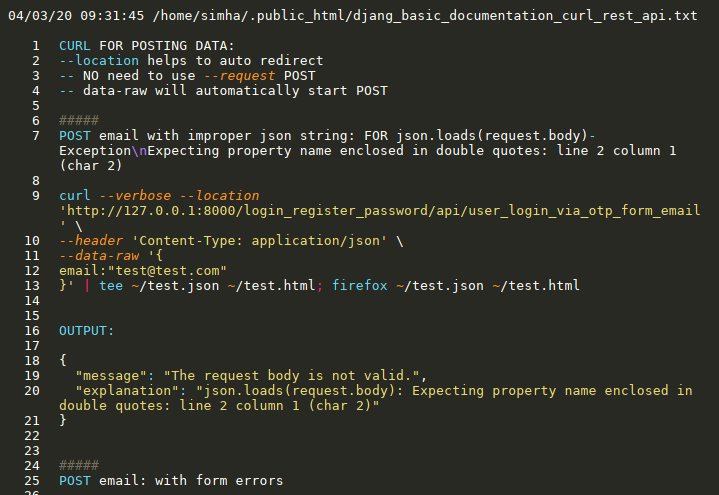 04/03/20 09:31:45 /home/simha/.public_html/djang_basic_documentation_curl_rest_api.txt
1 CURL FOR POSTING DATA:
2 --location helps to auto redirect
3 -- NO need to use --request POST
4 -- data-raw will automatically start POST
5
6 #####
7 POST email with improper json string: FOR json.loads(request.body)-
Exception\nExpecting property name enclosed in double quotes: line 2 column 1
(char 2)
8
9 curl --verbose --location
'http://127.0.0.1:8000/login_register_password/api/user_login_via_otp_form_email
' \
10 --header 'Content-Type: application/json' \
11 --data-raw '{
12 email:"test@test.com"
13 }' | tee ~/test.json ~/test.html; firefox ~/test.json ~/test.html
14
15
16 OUTPUT:
17
18 {
19 "message": "The request body is not valid.",
20 "explanation": "json.loads(request.body): Expecting property name enclosed in
double quotes: line 2 column 1 (char 2)"
21 }
22
23
24 #####
25 POST email: with form errors
26